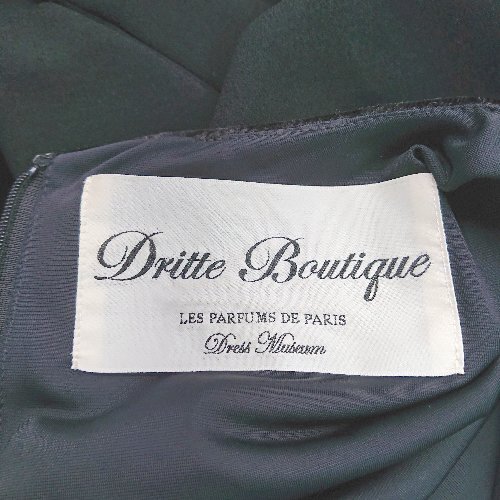 Dritte Boutique
LES PARFUMS DE PARIS
Dress Museum